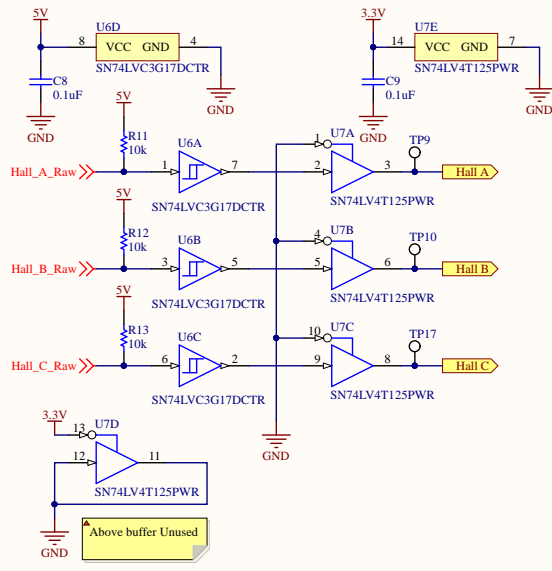 5V U6D 3.3V U7E
8 VCC GND 4 14 VCC GND 7
C8 SN74LVC3G17DCTR C9 SN74LV4T125PWR
0.1uF 0.1uF
5V GND GND
GND GND
R11 U6A 1 U7A TP9
10k
Hall_A_Raw 1 7 2 3 Hall A
5V SN74LVC3G17DCTR SN74LV4T125PWR
R12 U6B 4 U7B TP10
10k
Hall_B_Raw 3 5 5 6 Hall B
5V SN74LVC3G17DCTR SN74LV4T125PWR
R13 U6C 10 U7C TP17
10k
Hall_C_Raw 6 2 9 8 Hall C
SN74LVC3G17DCTR SN74LV4T125PWR
3.3V
13 U7D
GND
12 11
SN74LV4T125PWR
Above buffer Unused
GND